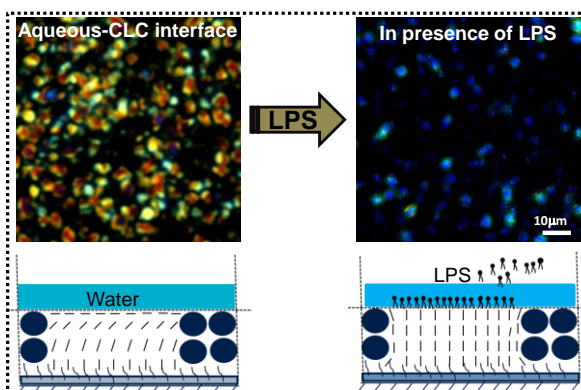 Aqueous-CLC interface
In presence of LPS
LPS
10μm
LPS
Water